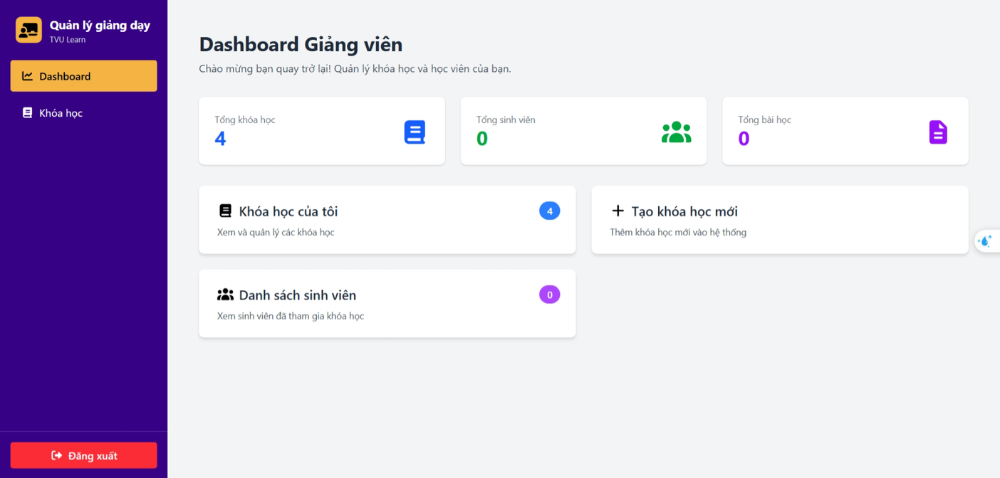 Quản lý giảng dạy
TVU Learn
Dashboard
Khóa học
Đăng xuất
Dashboard Giảng viên
Chào mừng bạn quay trở lại! Quản lý khóa học và học viên của bạn.
Tổng khóa học
4
Tổng sinh viên
0
Tổng bài học
0
Khóa học của tôi
4
Xem và quản lý các khóa học
Tạo khóa học mới
Thêm khóa học mới vào hệ thống
Danh sách sinh viên
0
Xem sinh viên đã tham gia khóa học